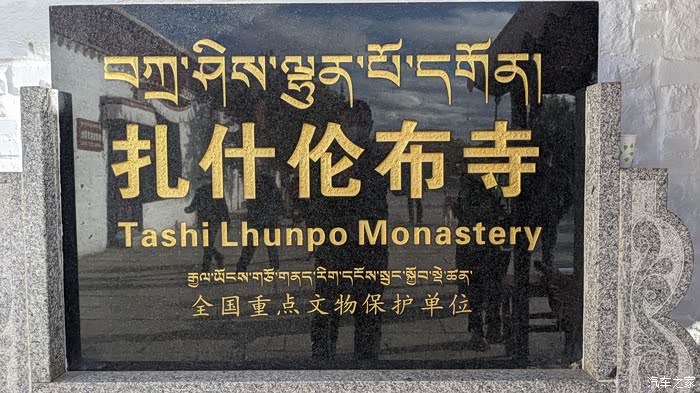 བཀྲ་ཤིས་ལྷུན་པོ་དགོན།
扎什伦布寺
Tashi Lhunpo Monastery
རྒྱལ་ཡོངས་གཙོ་གནད་རིག་དངོས་སྲུང་སྐྱོབ་སྡེ་ཚན་
全国重点文物保护单位
汽车之家